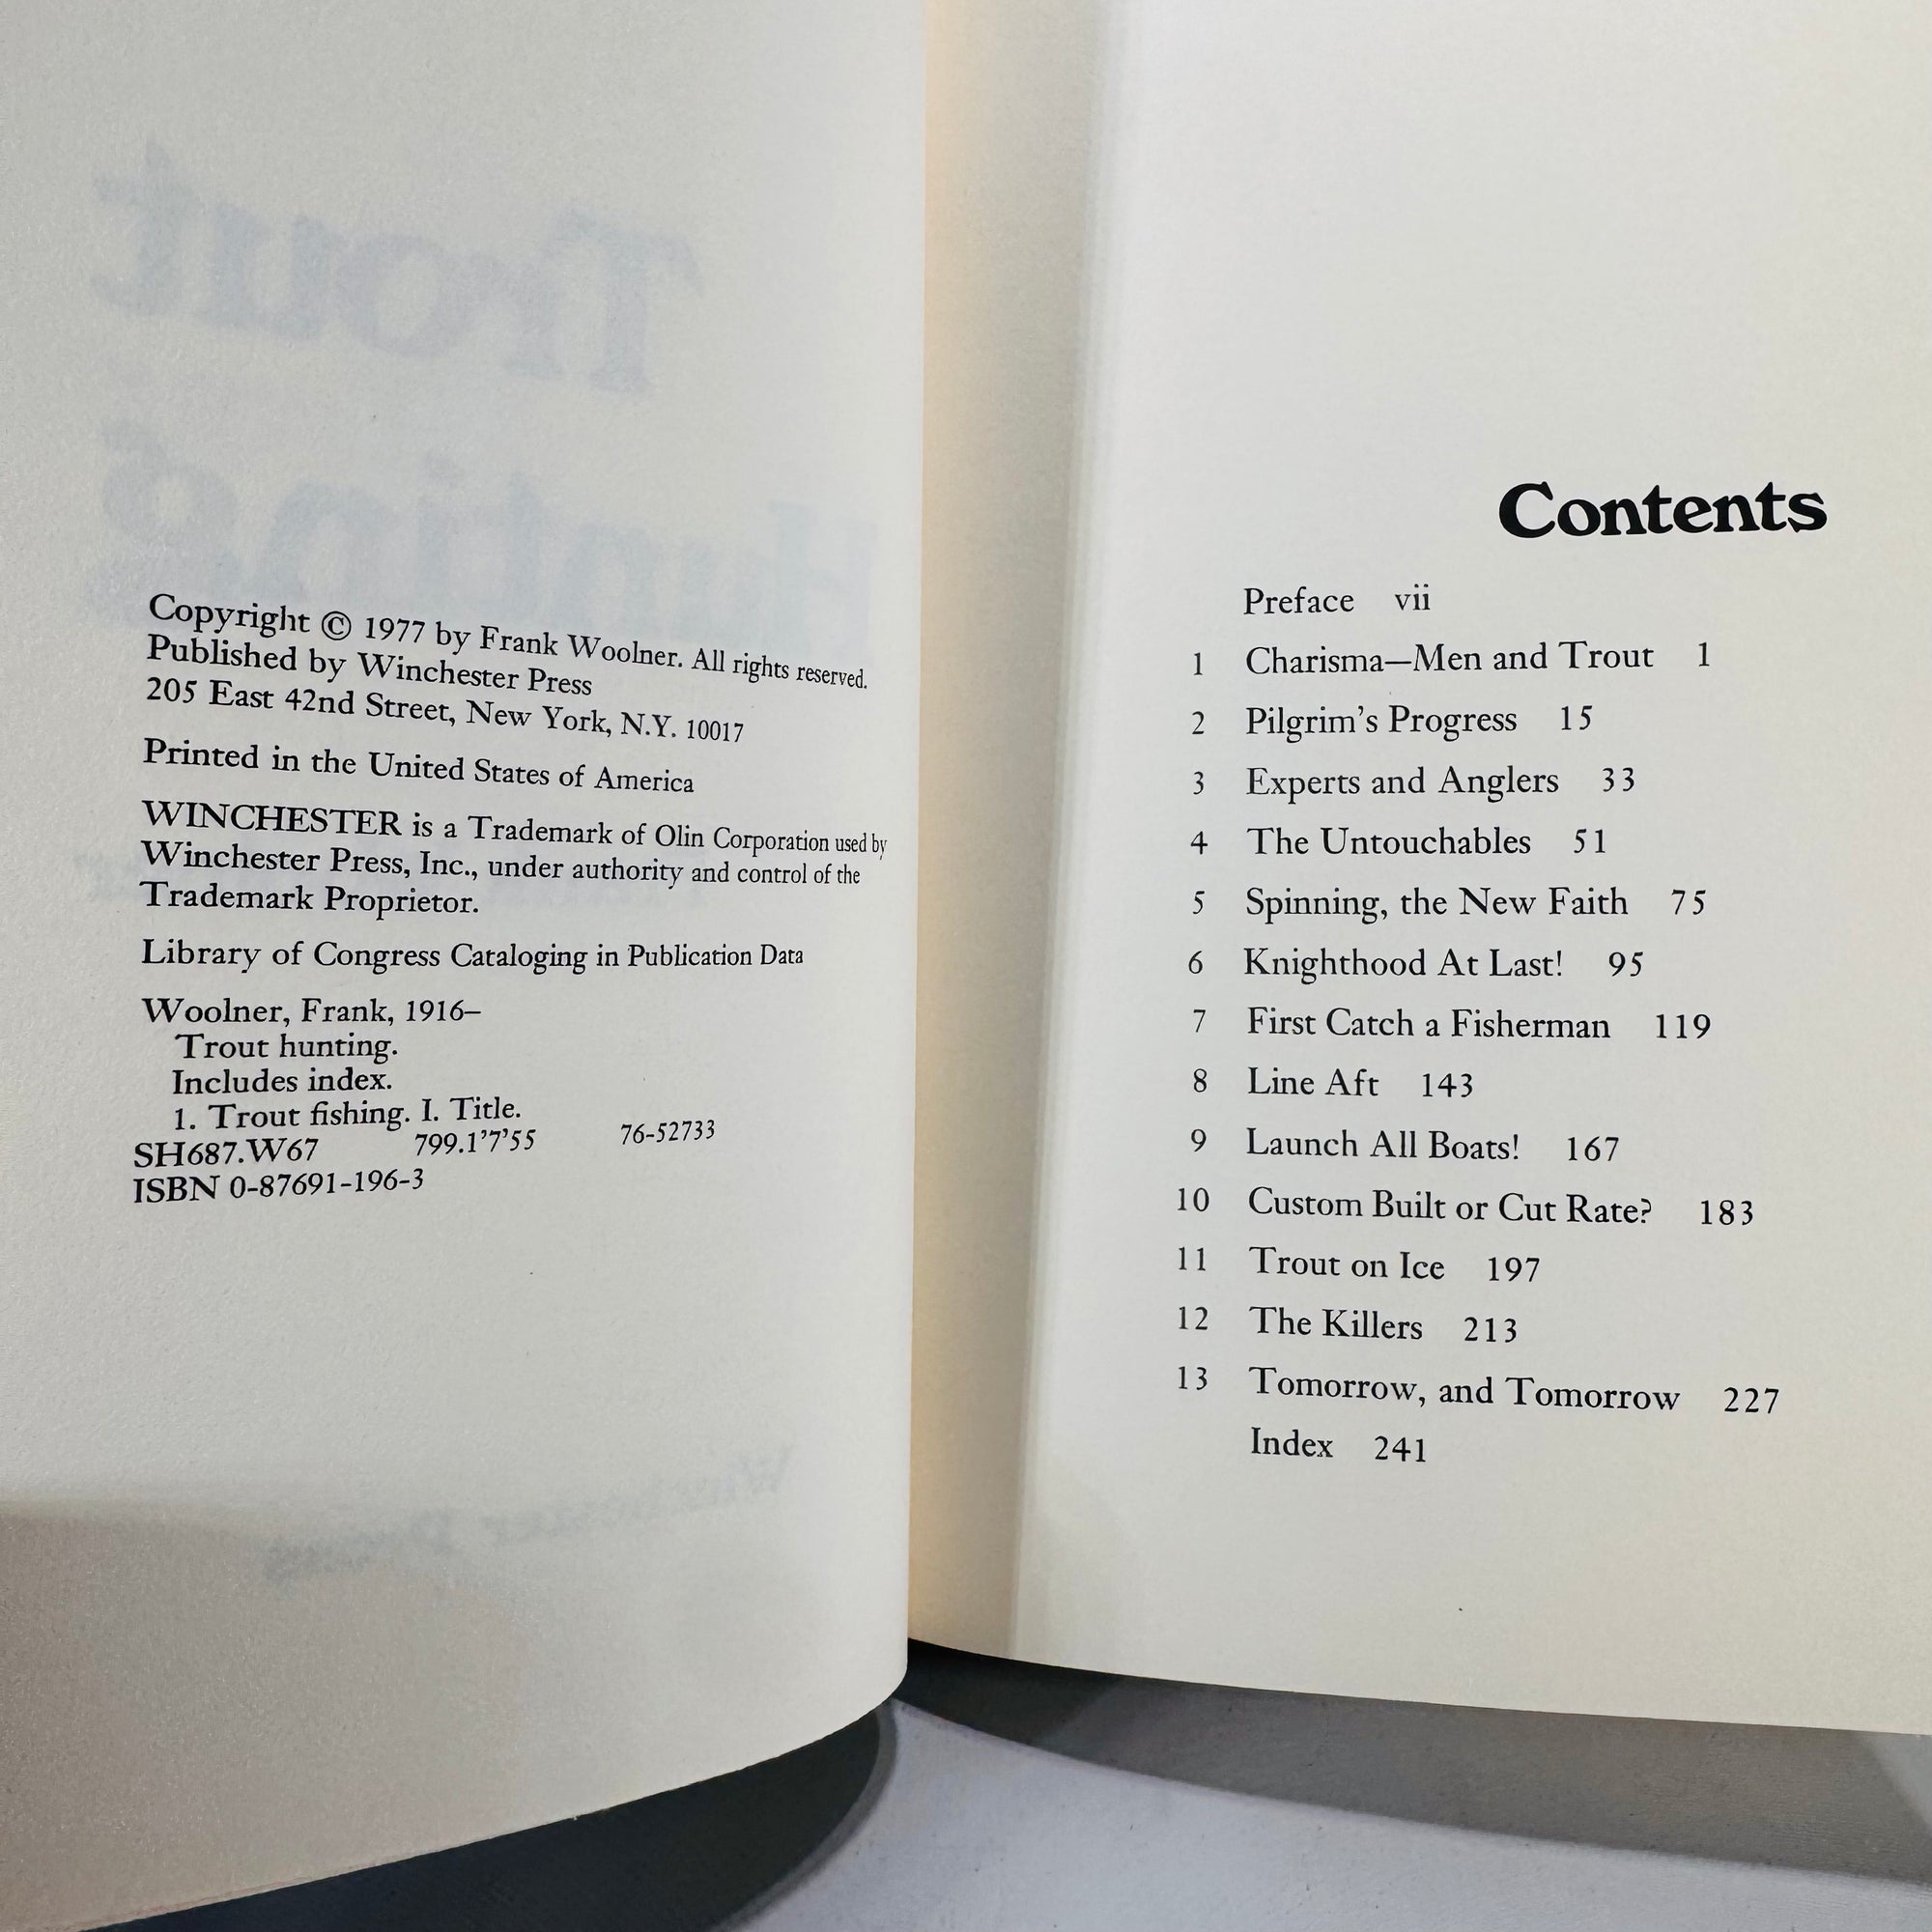 Copyright © 1977 by Frank Woolner. All rights reserved.
Published by Winchester Press
205 East 42nd Street, New York, N.Y. 10017
Printed in the United States of America
WINCHESTER is a Trademark of Olin Corporation used by
Winchester Press, Inc., under authority and control of the
Trademark Proprietor.
Library of Congress Cataloging in Publication Data
Woolner, Frank, 1916–
Trout hunting.
Includes index.
1. Trout fishing. I. Title.
SH687.W67 799.1’7’55 76-52733
ISBN 0-87691-196-3
Trout
Hunting
Winchester Press
Contents
Preface vii
1 Charisma—Men and Trout 1
2 Pilgrim’s Progress 15
3 Experts and Anglers 33
4 The Untouchables 51
5 Spinning, the New Faith 75
6 Knighthood At Last! 95
7 First Catch a Fisherman 119
8 Line Aft 143
9 Launch All Boats! 167
10 Custom Built or Cut Rate? 183
11 Trout on Ice 197
12 The Killers 213
13 Tomorrow, and Tomorrow 227
Index 241